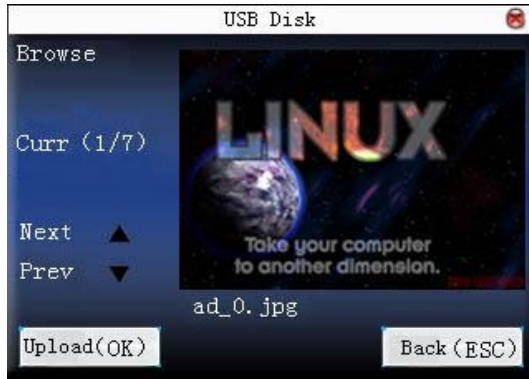 USB Disk
Browse
Curr (1/7)
Next
Prev
LINUX
Take your computer
to another dimension.
ad_0.jpg
Upload(OK)
Back(ESC)